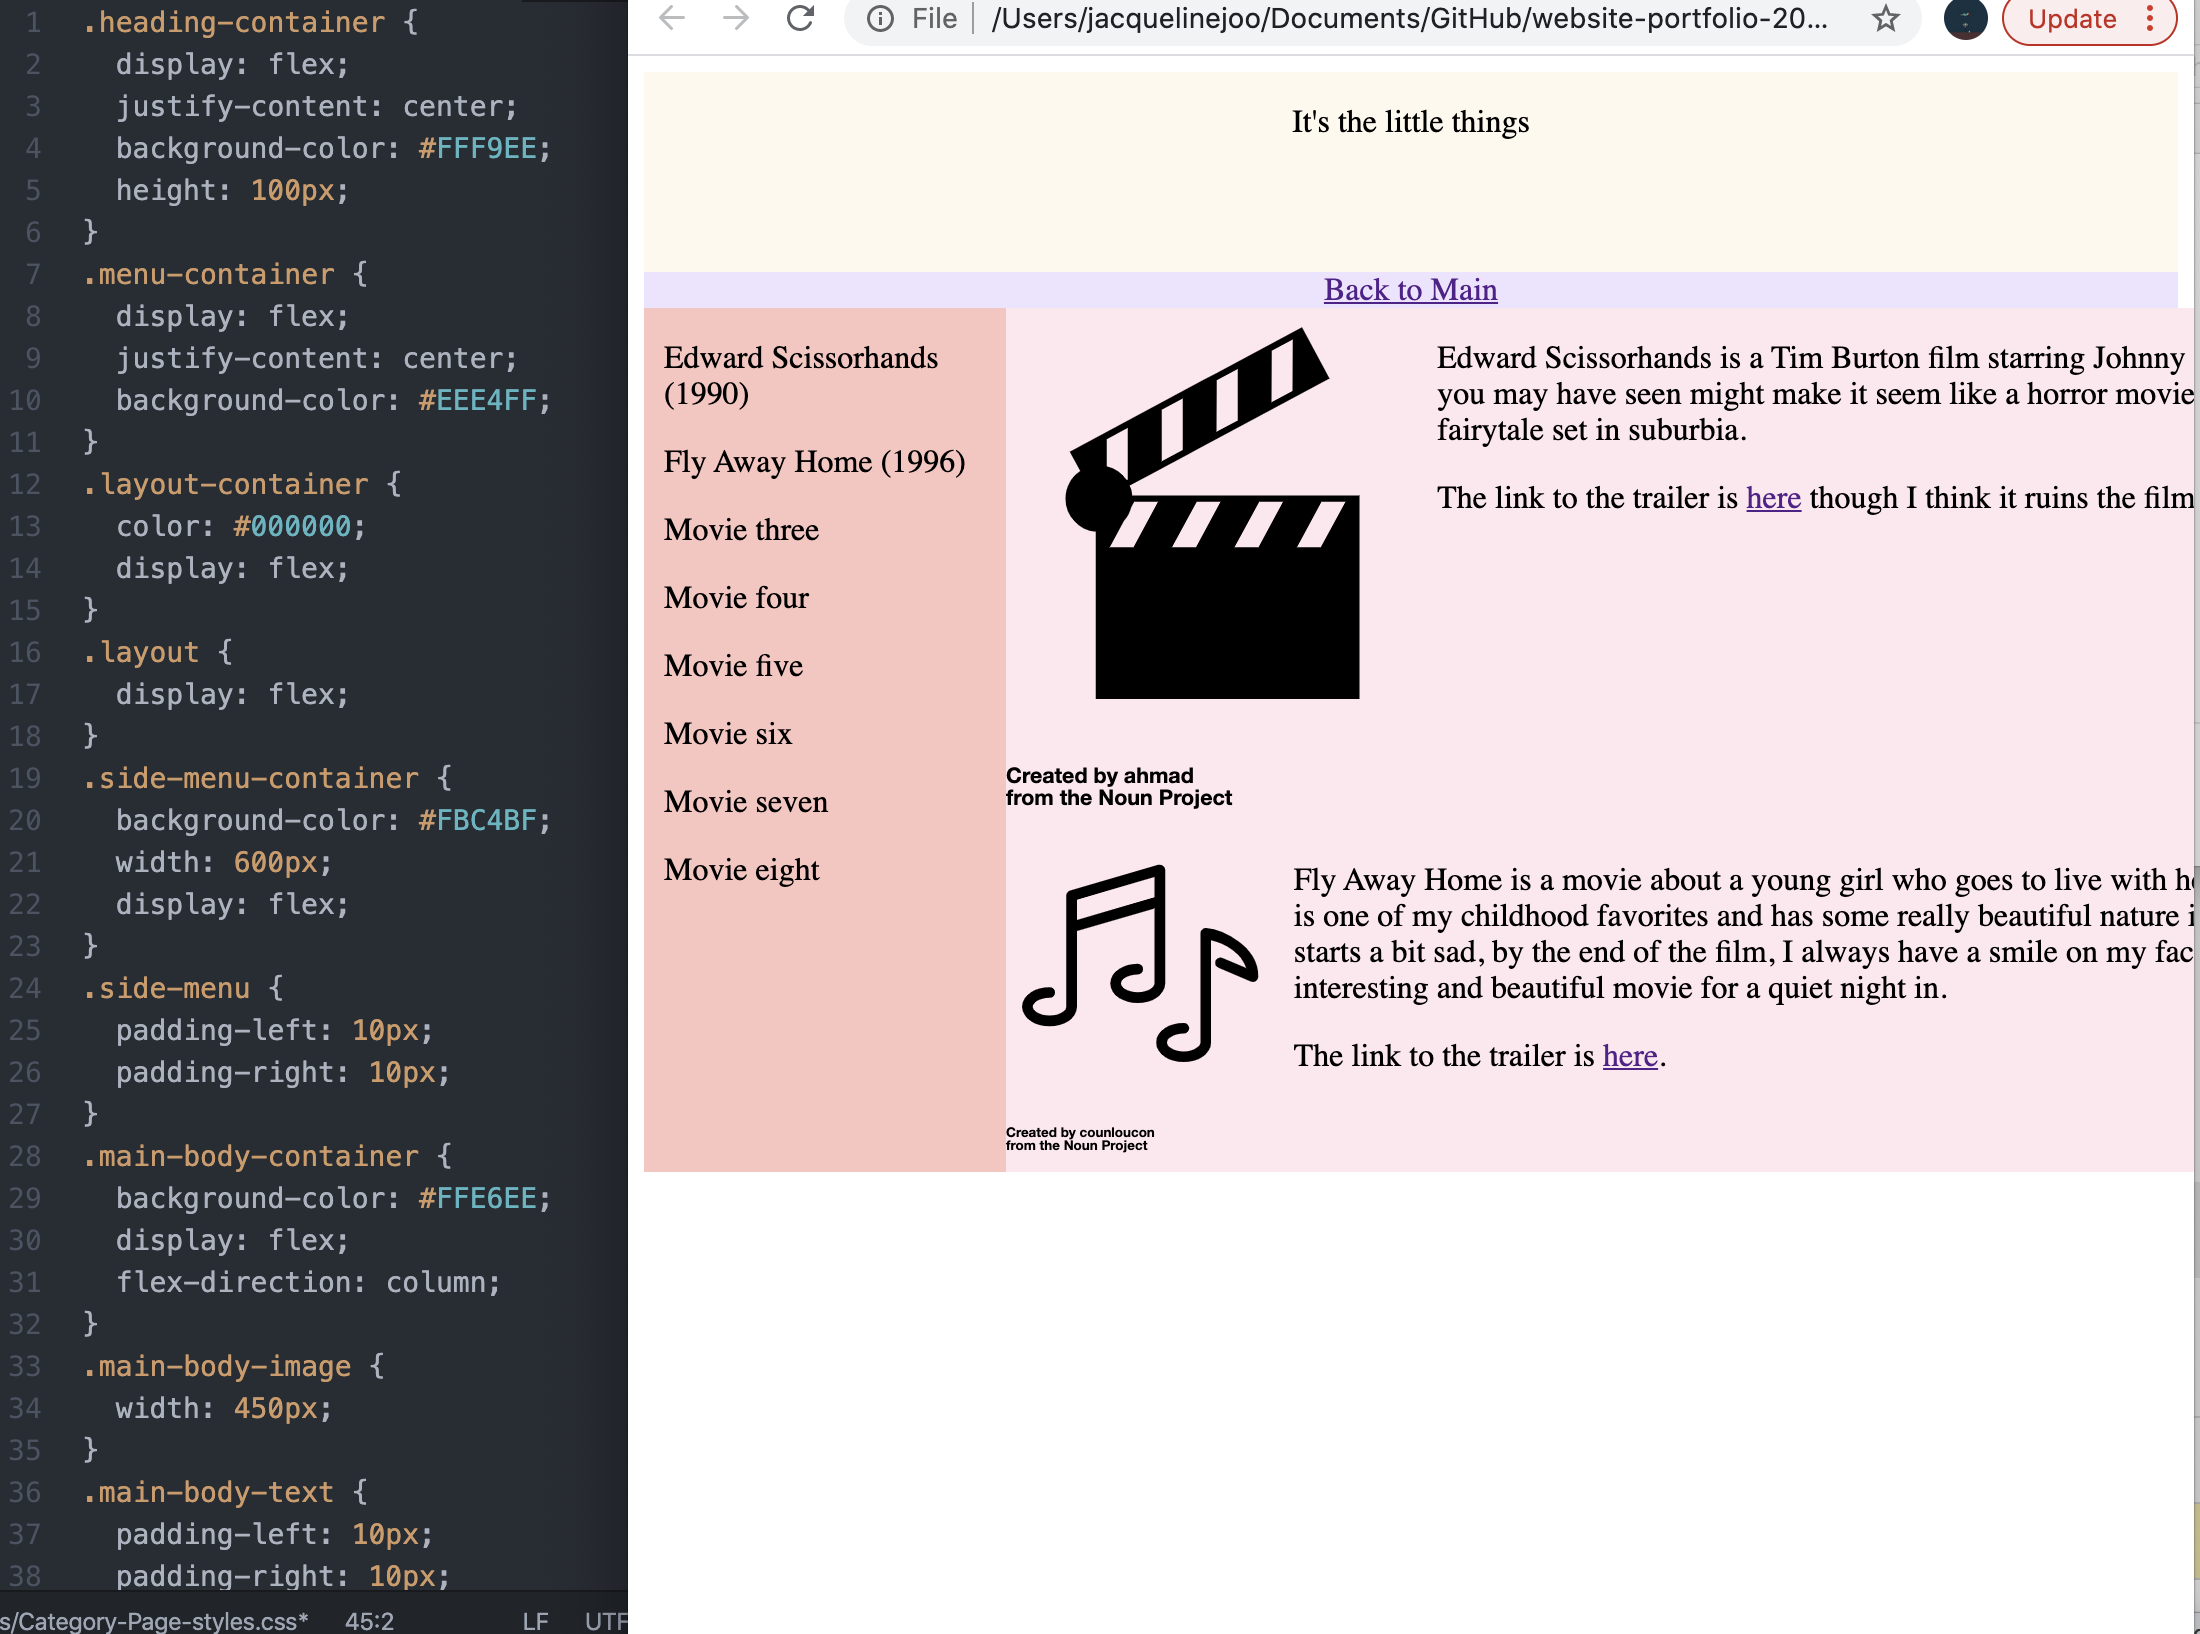 1 .heading-container {
2 display: flex;
3 justify-content: center;
4 background-color: #FFF9EE;
5 height: 100px;
6 }
7 .menu-container {
8 display: flex;
9 justify-content: center;
10 background-color: #EEE4FF;
11 }
12 .layout-container {
13 color: #000000;
14 display: flex;
15 }
16 .layout {
17 display: flex;
18 }
19 .side-menu-container {
20 background-color: #FBC4BF;
21 width: 600px;
22 display: flex;
23 }
24 .side-menu {
25 padding-left: 10px;
26 padding-right: 10px;
27 }
28 .main-body-container {
29 background-color: #FFE6EE;
30 display: flex;
31 flex-direction: column;
32 }
33 .main-body-image {
34 width: 450px;
35 }
36 .main-body-text {
37 padding-left: 10px;
38 padding-right: 10px;
s/Category-Page-styles.css* 45:2 LF UTF
File /Users/jacquelinejoo/Documents/GitHub/website-portfolio-20... Update
It's the little things
Back to Main
Edward Scissorhands
(1990)
Fly Away Home (1996)
Movie three
Movie four
Movie five
Movie six
Movie seven
Movie eight
Edward Scissorhands is a Tim Burton film starring Johnny
you may have seen might make it seem like a horror movie
fairytale set in suburbia.
The link to the trailer is here though I think it ruins the film
Created by ahmad
from the Noun Project
Fly Away Home is a movie about a young girl who goes to live with
is one of my childhood favorites and has some really beautiful nature
starts a bit sad, by the end of the film, I always have a smile on my fac
interesting and beautiful movie for a quiet night in.
The link to the trailer is here.
Created by counloucon
from the Noun Project